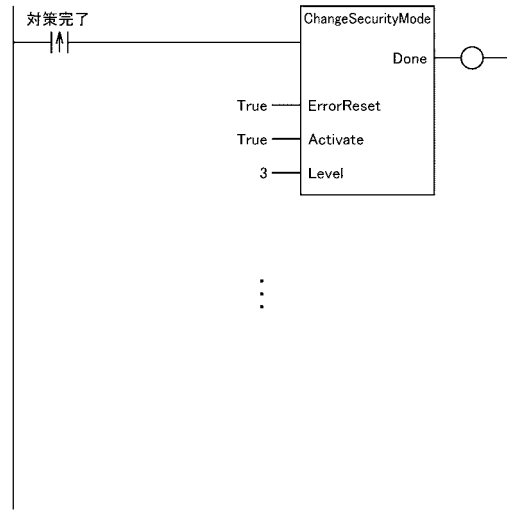 対策完了
ChangeSecurityMode
Done
True ErrorReset
True Activate
3 Level